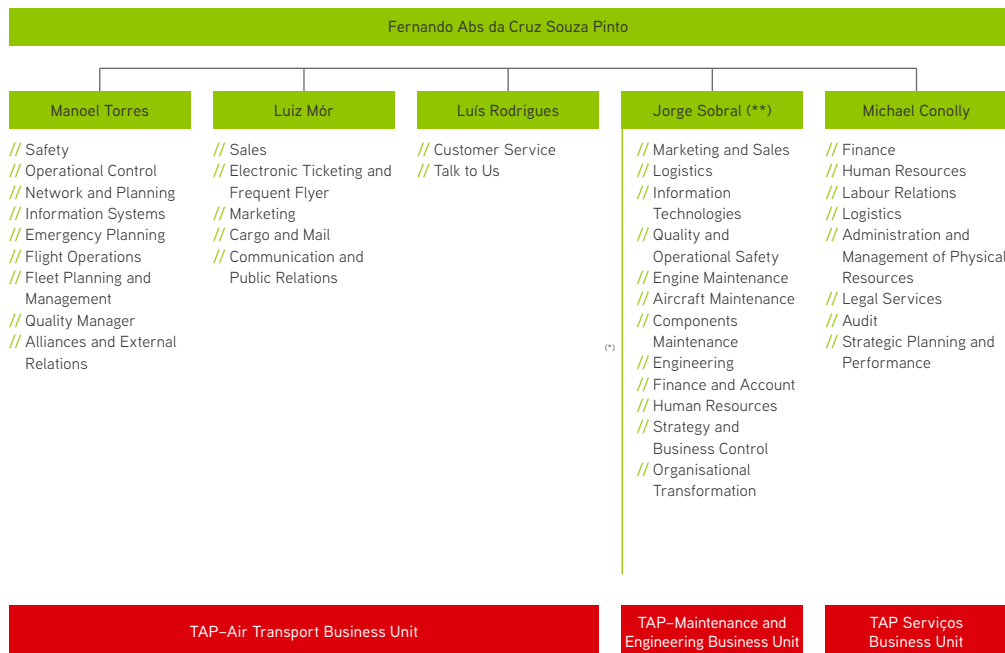 Fernando Abs da Cruz Souza Pinto
Manoel Torres
// Safety
// Operational Control
// Network and Planning
// Information Systems
// Emergency Planning
// Flight Operations
// Fleet Planning and
Management
// Quality Manager
// Alliances and External
Relations
Luiz Mór
// Sales
// Electronic Ticketing and
Frequent Flyer
// Marketing
// Cargo and Mail
// Communication and
Public Relations
Luís Rodrigues
// Customer Service
// Talk to Us
(*)
Jorge Sobral (**)
// Marketing and Sales
// Logistics
// Information
Technologies
// Quality and
Operational Safety
// Engine Maintenance
// Aircraft Maintenance
// Components
Maintenance
// Engineering
// Finance and Account
// Human Resources
// Strategy and
Business Control
// Organisational
Transformation
Michael Conolly
// Finance
// Human Resources
// Labour Relations
// Logistics
// Administration and
Management of Physical
Resources
// Legal Services
// Audit
// Strategic Planning and
Performance
TAP–Air Transport Business Unit
TAP–Maintenance and
Engineering Business Unit
TAP Serviços
Business Unit